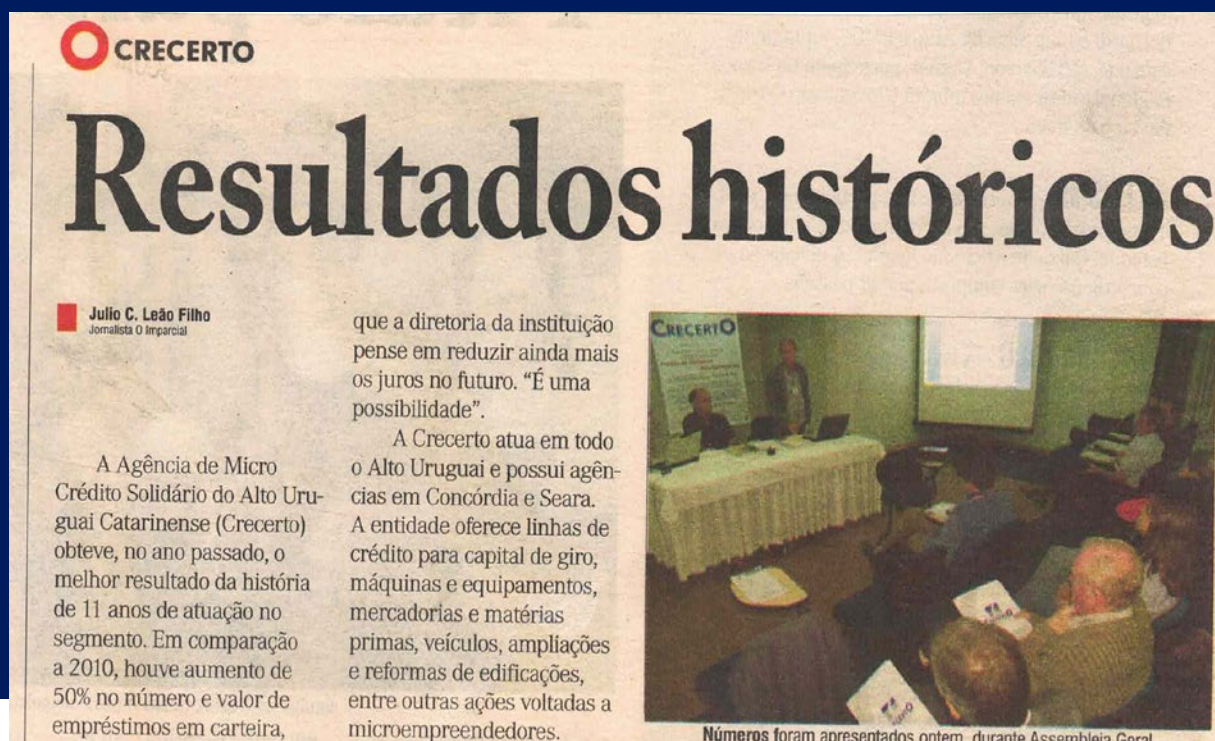 CRECERTO
Resultados históricos
Julio C. Leão Filho
Jornalista O Imparcial
A Agência de Micro
Crédito Solidário do Alto Uru-
guai Catarinense (Crecerto)
obteve, no ano passado, o
melhor resultado da história
de 11 anos de atuação no
segmento. Em comparação
a 2010, houve aumento de
50% no número e valor de
empréstimos em carteira,
que a diretoria da instituição
pense em reduzir ainda mais
os juros no futuro. “É uma
possibilidade”.
A Crecerto atua em todo
o Alto Uruguai e possui agên-
cias em Concórdia e Seara.
A entidade oferece linhas de
crédito para capital de giro,
máquinas e equipamentos,
mercadorias e matérias
primas, veículos, ampliações
e reformas de edificações,
entre outras ações voltadas a
microempreendedores.
CRECERTO
Números foram apresentados ontem, durante Assembleia Geral